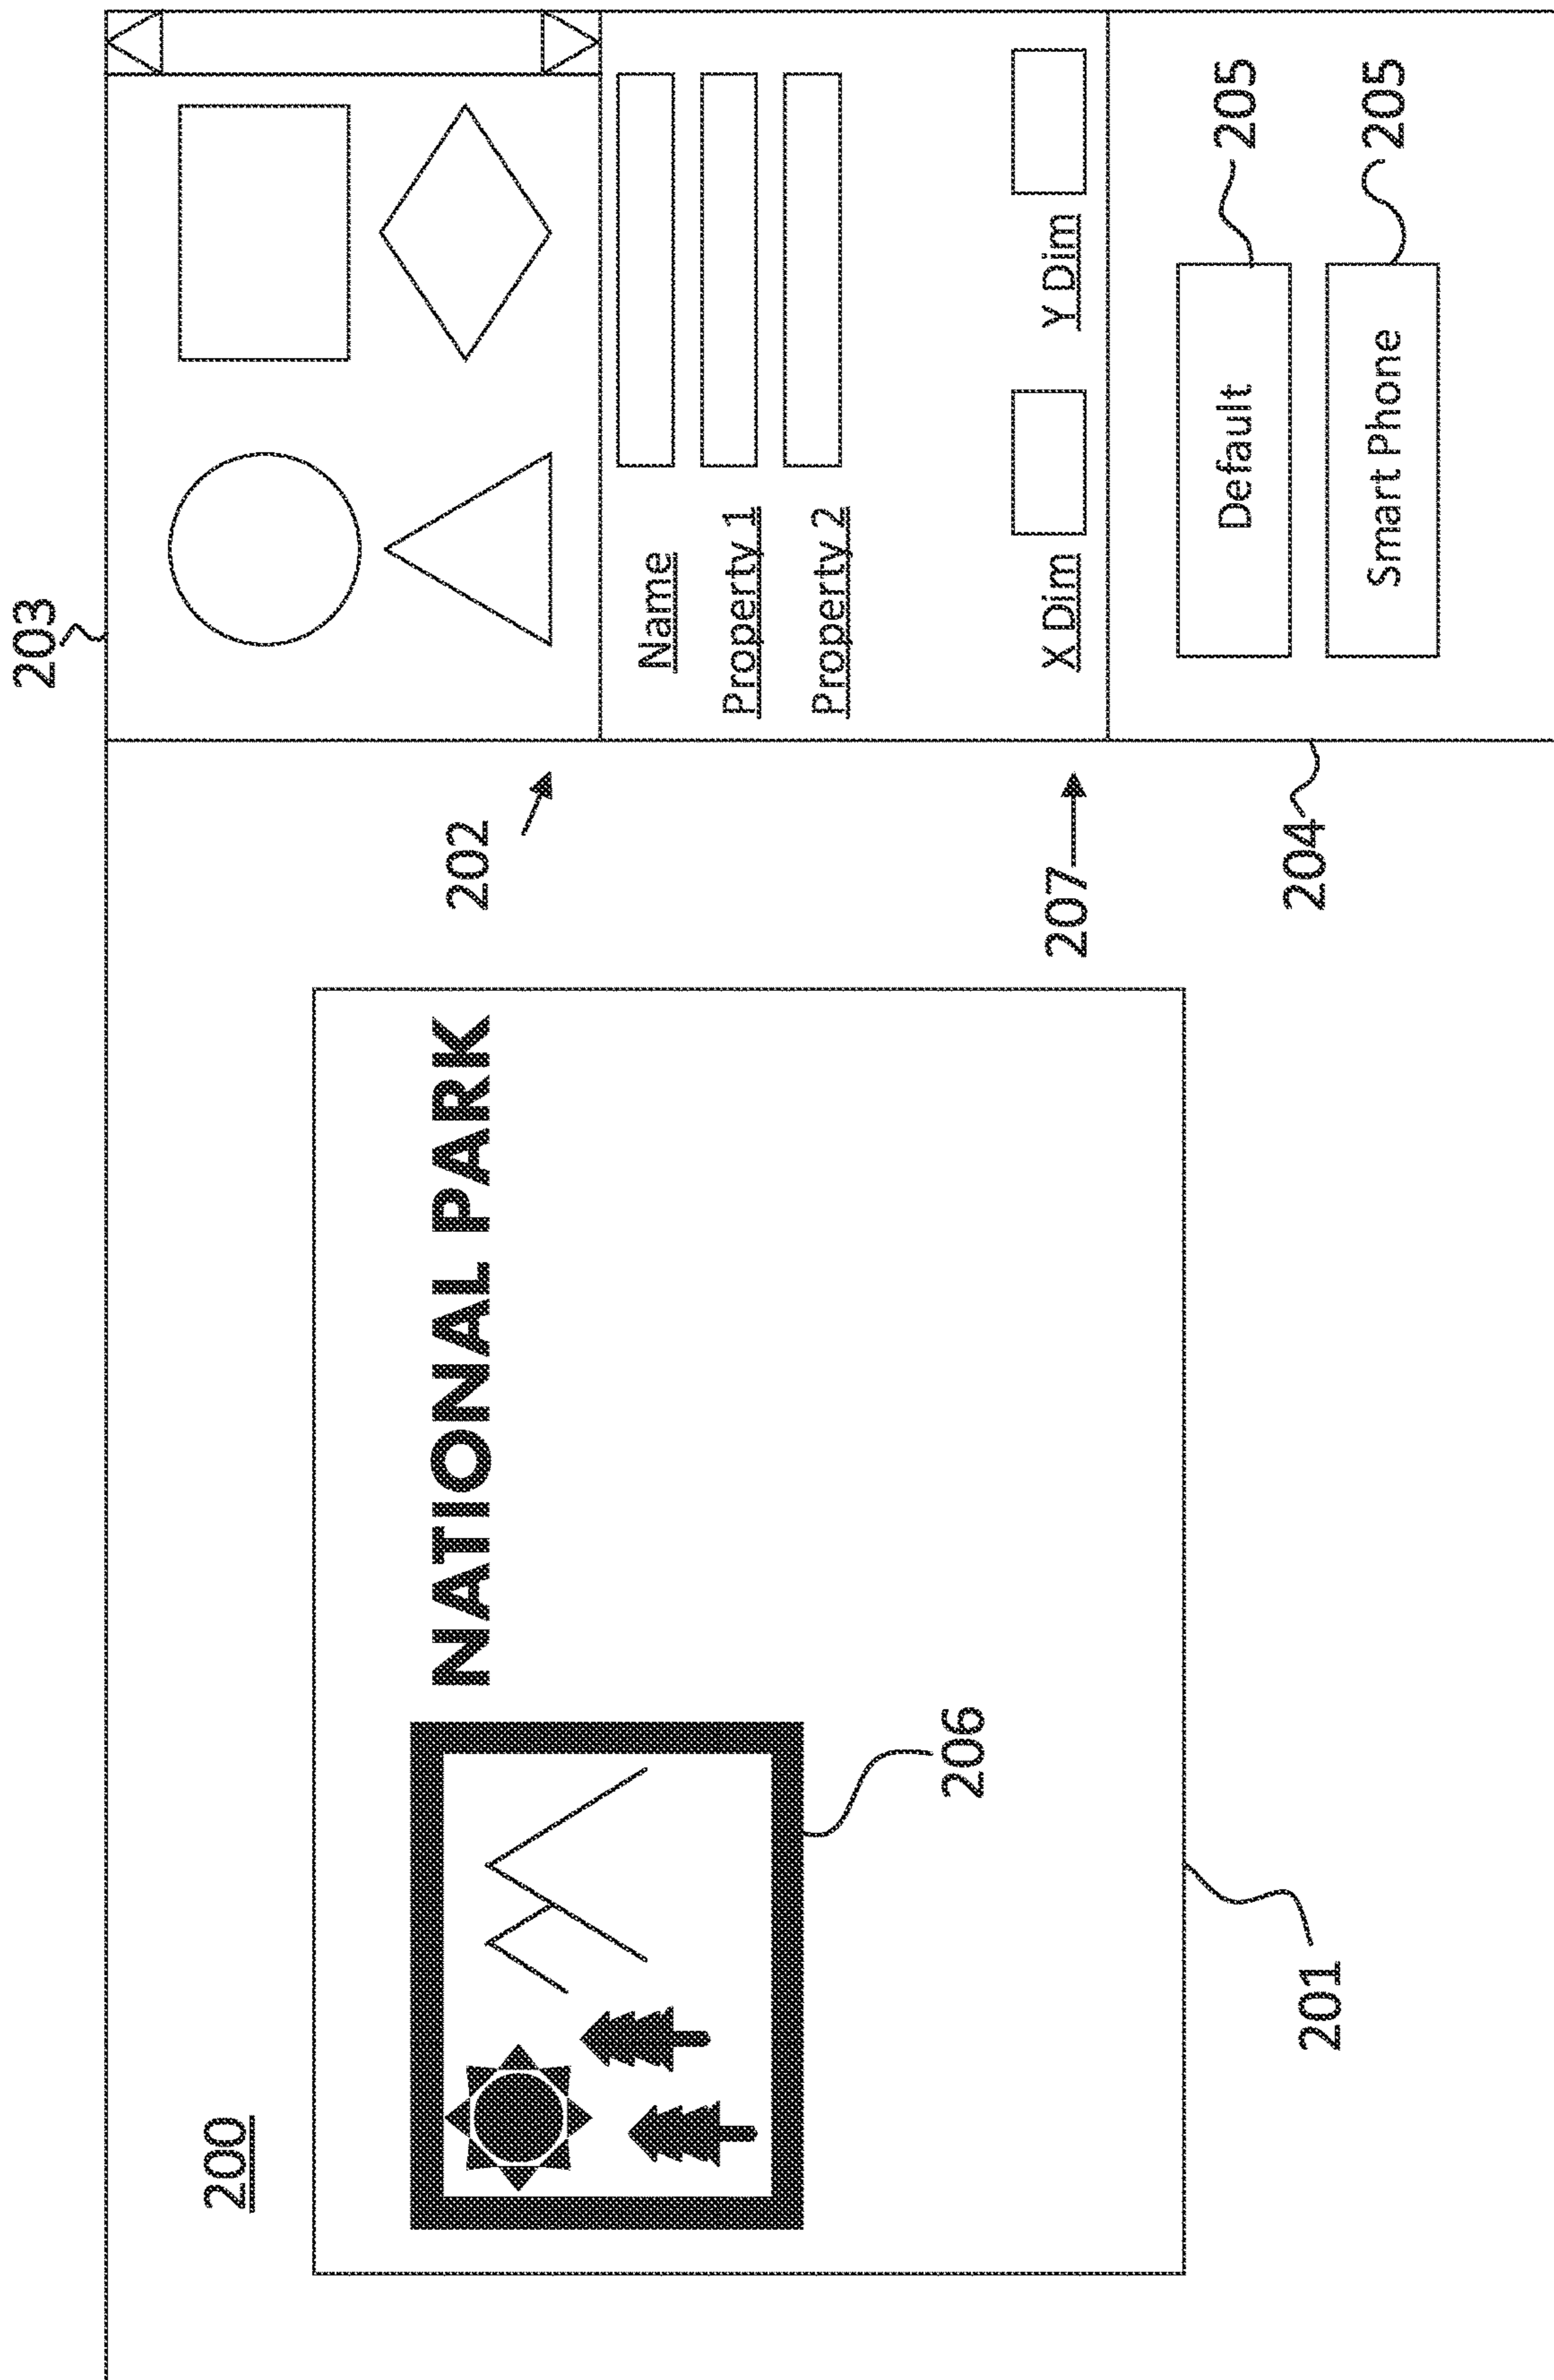 200
203
NATIONAL PARK
202
Name
Property 1
Property 2
206
207
X Dim
Y Dim
Default
205
204
Smart Phone
205
201